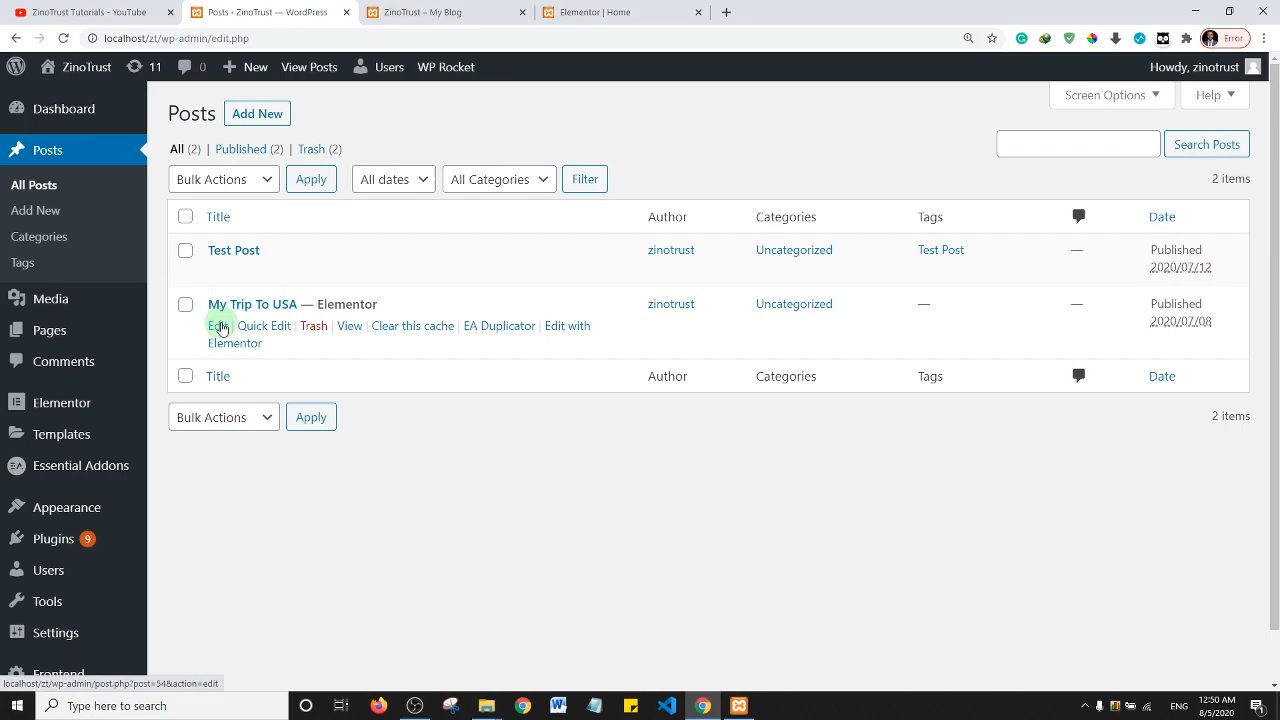 ZinoTrust Tutorials - YouTube
Posts ‹ ZinoTrust — WordPress
ZinoTrust – My Blog
Elementor | Home
localhost/zt/wp-admin/edit.php
Error
ZinoTrust 11 0 New View Posts Users WP Rocket
Howdy, zinotrust
Dashboard
Posts
All Posts
Add New
Categories
Tags
Media
Pages
Comments
Elementor
Templates
Essential Addons
Appearance
Plugins 9
Users
Tools
Settings
Frontend
Screen Options Help
Posts Add New
All (2) | Published (2) | Trash (2)
Search Posts
Bulk Actions Apply All dates All Categories Filter
2 items
Title Author Categories Tags Date
Test Post zinotrust Uncategorized Test Post — Published
2020/07/12
My Trip To USA — Elementor zinotrust Uncategorized — — Published
2020/07/08
Edit | Quick Edit | Trash | View | Clear this cache | EA Duplicator | Edit with
Elementor
Title Author Categories Tags Date
Bulk Actions Apply
2 items
localhost/zt/wp-admin/post.php?post=54&action=edit
Type here to search
ENG
12:50 AM
8/5/2020